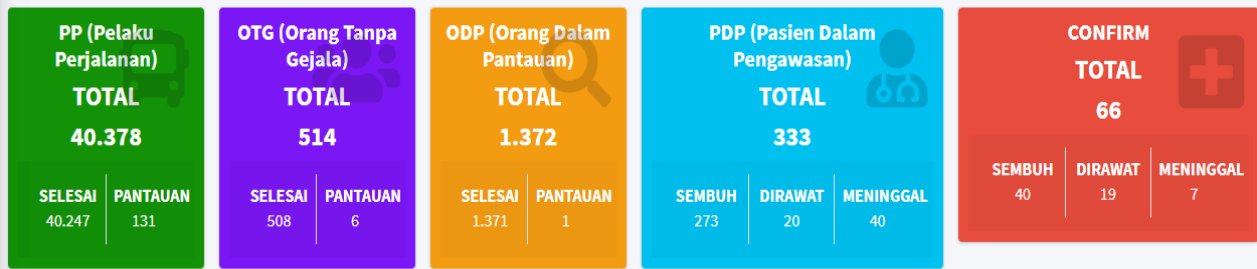 PP (Pelaku
Perjalanan)
TOTAL
40.378
SELESAI PANTAUAN
40.247 131
OTG (Orang Tanpa
Gejala)
TOTAL
514
SELESAI PANTAUAN
508 6
ODP (Orang Dalam
Pantauan)
TOTAL
1.372
SELESAI PANTAUAN
1.371 1
PDP (Pasien Dalam
Pengawasan)
TOTAL
333
SEMBUH DIRAWAT MENINGGAL
273 20 40
CONFIRM
TOTAL
66
SEMBUH DIRAWAT MENINGGAL
40 19 7